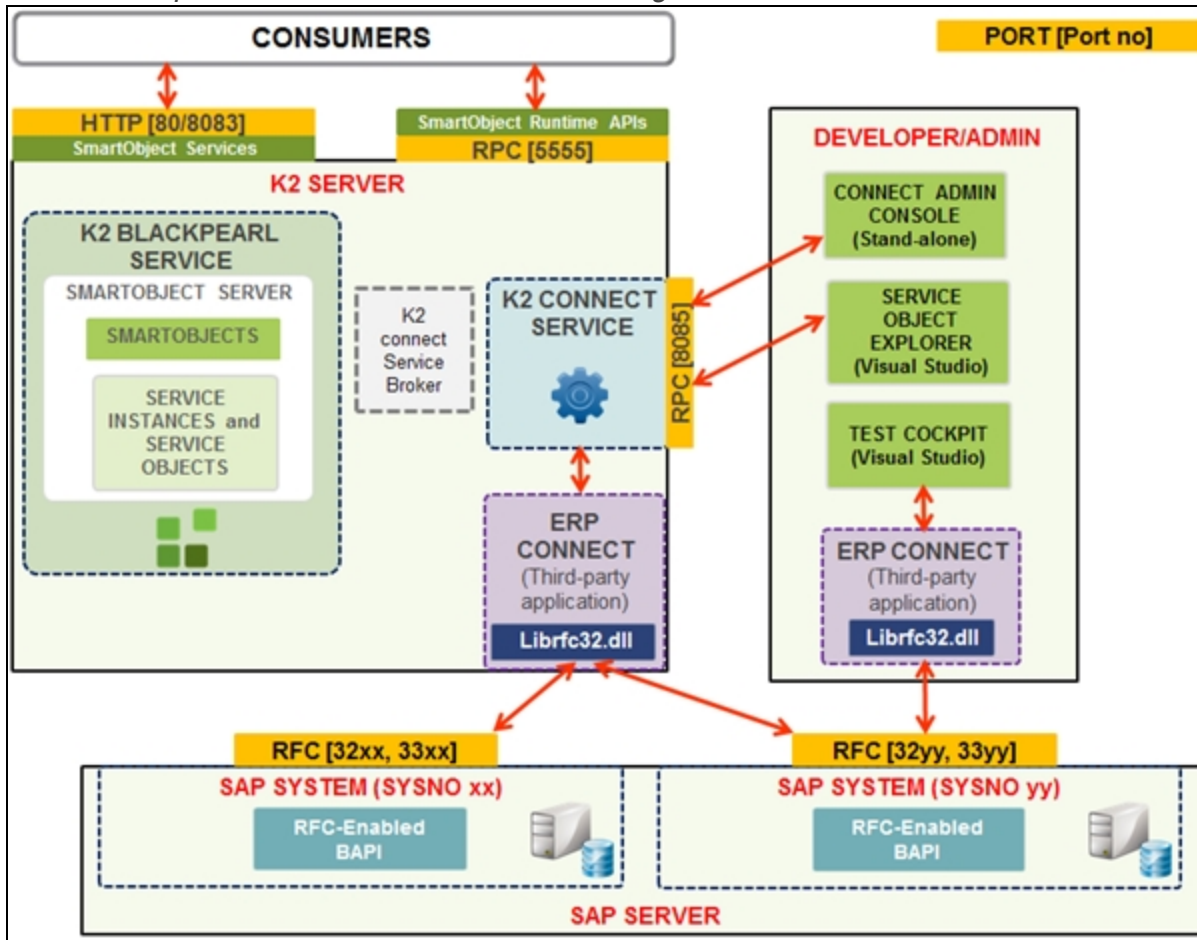 CONSUMERS
PORT [Port no]
HTTP [80/8083]
SmartObject Services
SmartObject Runtime APIs
RPC [5555]
K2 SERVER
K2 BLACKPEARL
SERVICE
SMARTOBJECT SERVER
SMARTOBJECTS
SERVICE
INSTANCES and
SERVICE
OBJECTS
K2
connect
Service
Broker
K2 CONNECT
SERVICE
RPC [8085]
ERP
CONNECT
(Third-party
application)
Librfc32.dll
DEVELOPER/ADMIN
CONNECT ADMIN
CONSOLE
(Stand-alone)
SERVICE
OBJECT
EXPLORER
(Visual Studio)
TEST COCKPIT
(Visual Studio)
ERP CONNECT
(Third-party
application)
Librfc32.dll
RFC [32xx, 33xx]
SAP SYSTEM (SYSNO xx)
RFC-Enabled
BAPI
RFC [32yy, 33yy]
SAP SYSTEM (SYSNO yy)
RFC-Enabled
BAPI
SAP SERVER